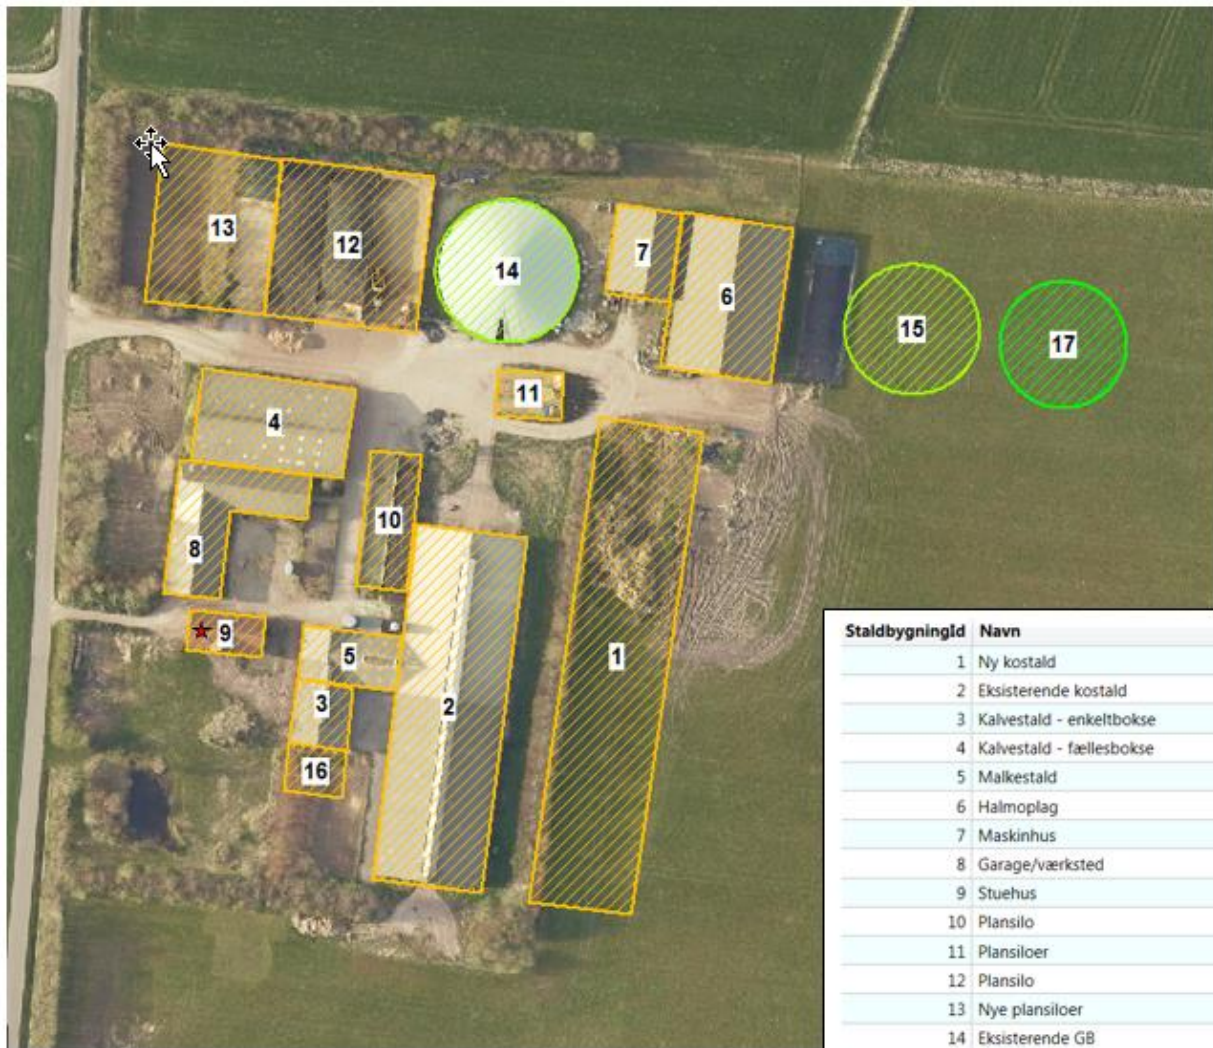 13
12
14
7
6
15
17
11
4
10
8
9
5
1
3
2
16
StaldbygningId Navn
1 Ny kostald
2 Eksisterende kostald
3 Kalvestald - enkeltbokse
4 Kalvestald - fællesbokse
5 Malkestald
6 Halmoplag
7 Maskinhus
8 Garage/værksted
9 Stuehus
10 Plansilo
11 Plansiloer
12 Plansilo
13 Nye plansiloer
14 Eksisterende GB